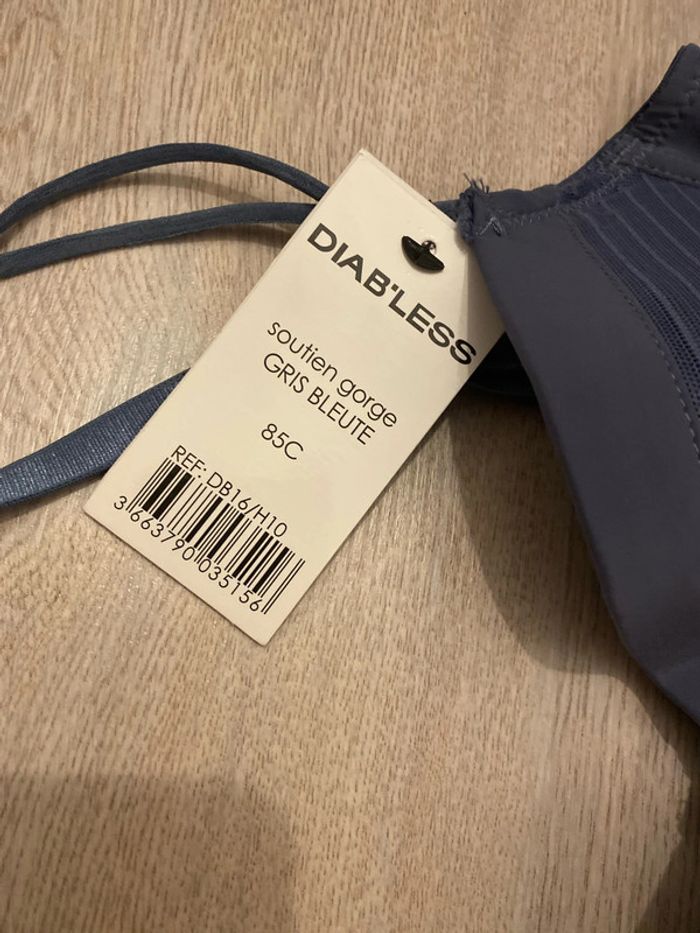 DIAB'LESS
soutien gorge
GRIS BLEUTE
85C
REF: DB16/H10
3 663790 035156